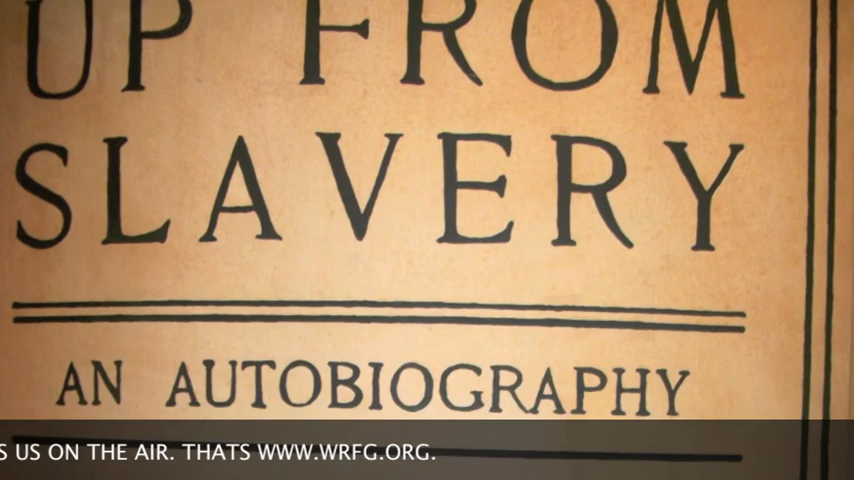 UP FROM
SLAVERY
AN AUTOBIOGRAPHY
US ON THE AIR. THATS WWW.WRFG.ORG.